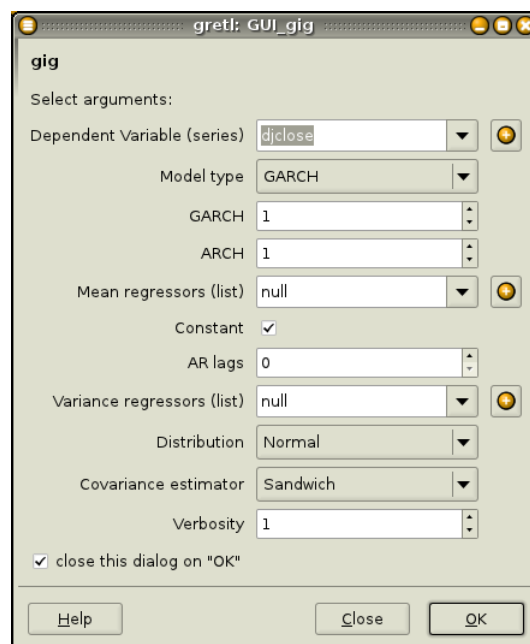 gretl: GUI_gig
gig
Select arguments:
Dependent Variable (series) djclose
Model type GARCH
GARCH 1
ARCH 1
Mean regressors (list) null
Constant
AR lags 0
Variance regressors (list) null
Distribution Normal
Covariance estimator Sandwich
Verbosity 1
close this dialog on "OK"
Help Close OK